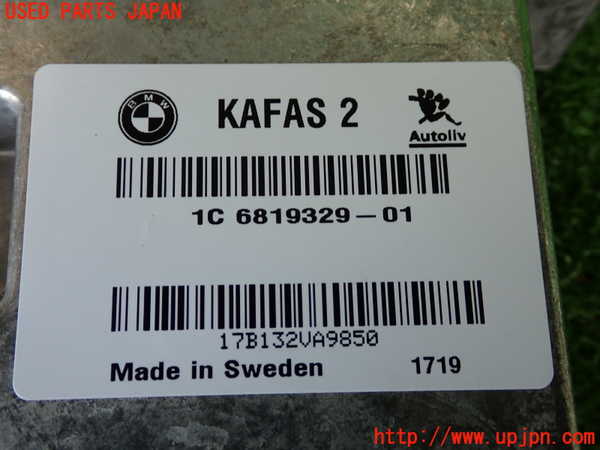 USED PARTS JAPAN
BMW
KAFAS 2
Autoliv
1C 6819329-01
17B132VA9850
Made in Sweden 1719
http://www.upjpn.com